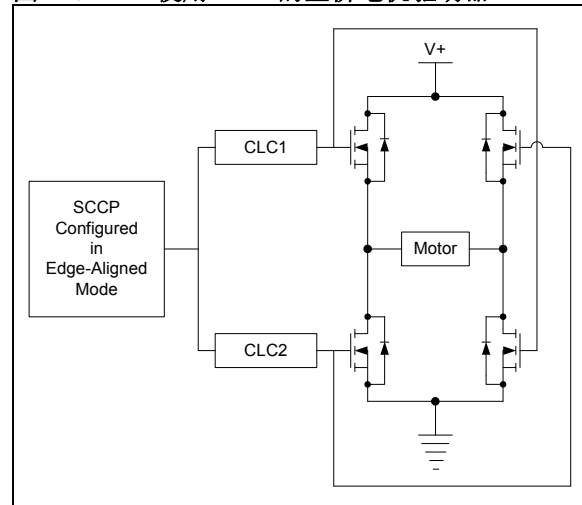 V+
CLC1
SCCP
Configured
in
Edge-Aligned
Mode
Motor
CLC2